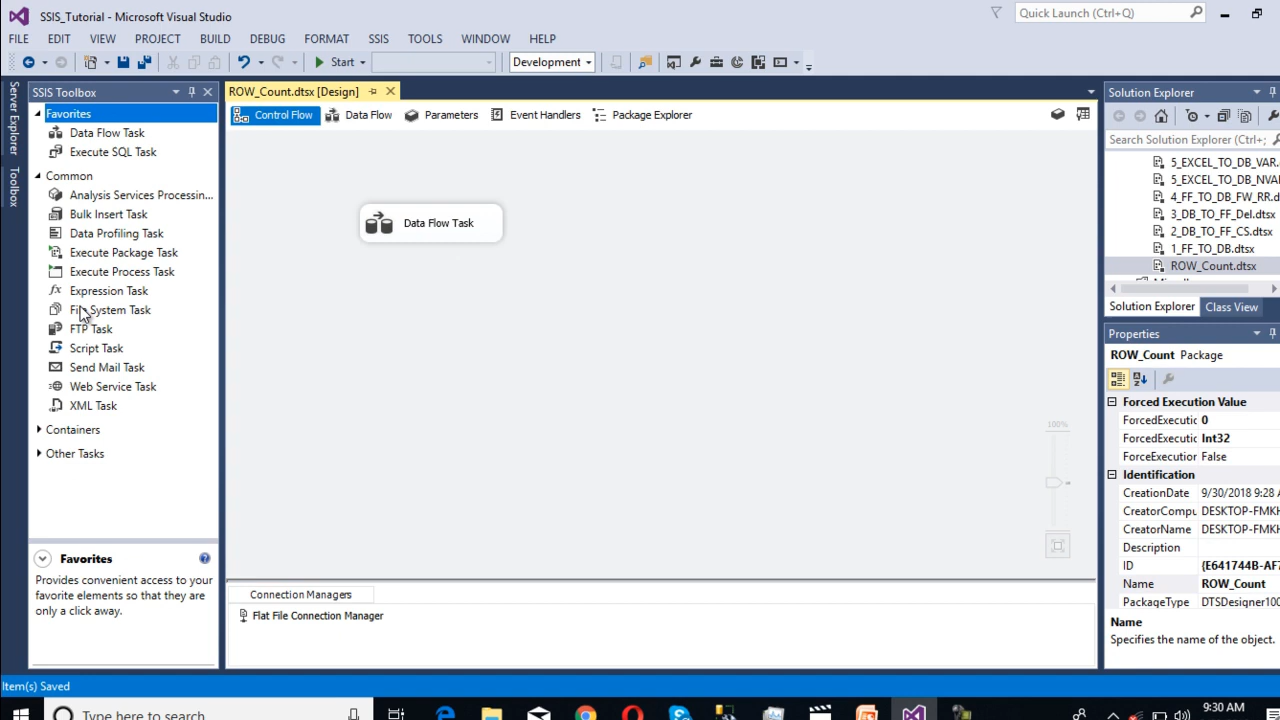 SSIS_Tutorial - Microsoft Visual Studio
Quick Launch (Ctrl+Q)
FILE EDIT VIEW PROJECT BUILD DEBUG FORMAT SSIS TOOLS WINDOW HELP
Start Development
Server Explorer
Toolbox
SSIS Toolbox
Favorites
Data Flow Task
Execute SQL Task
Common
Analysis Services Processin...
Bulk Insert Task
Data Profiling Task
Execute Package Task
Execute Process Task
Expression Task
File System Task
FTP Task
Script Task
Send Mail Task
Web Service Task
XML Task
Containers
Other Tasks
Favorites
Provides convenient access to your
favorite elements so that they are
only a click away.
ROW_Count.dtsx [Design]
Control Flow Data Flow Parameters Event Handlers Package Explorer
Data Flow Task
100%
Connection Managers
Flat File Connection Manager
Solution Explorer
Search Solution Explorer (Ctrl+;
5_EXCEL_TO_DB_VAR.
5_EXCEL_TO_DB_NVA
4_FF_TO_DB_FW_RR.d
3_DB_TO_FF_Del.dtsx
2_DB_TO_FF_CS.dtsx
1_FF_TO_DB.dtsx
ROW_Count.dtsx
Solution Explorer Class View
Properties
ROW_Count Package
Forced Execution Value
ForcedExecutic 0
ForcedExecutic Int32
ForceExecution False
Identification
CreationDate 9/30/2018 9:28 A
CreatorCompu DESKTOP-FMKH
CreatorName DESKTOP-FMKH
Description
ID {E641744B-AF7
Name ROW_Count
PackageType DTSDesigner100
Name
Specifies the name of the object.
Item(s) Saved
Type here to search
9:30 AM